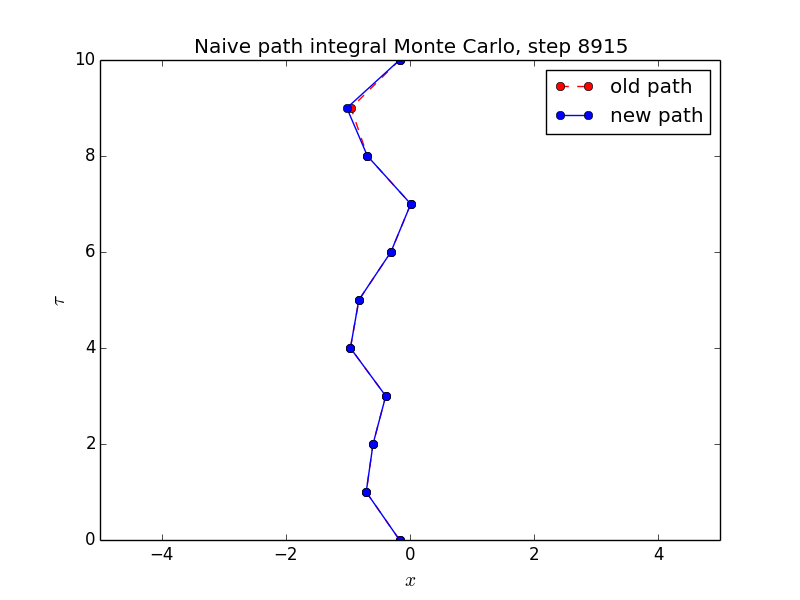 Naive path integral Monte Carlo, step 8915
old path
new path
10
8
6
4
2
0
τ
−4 −2 0 2 4
x